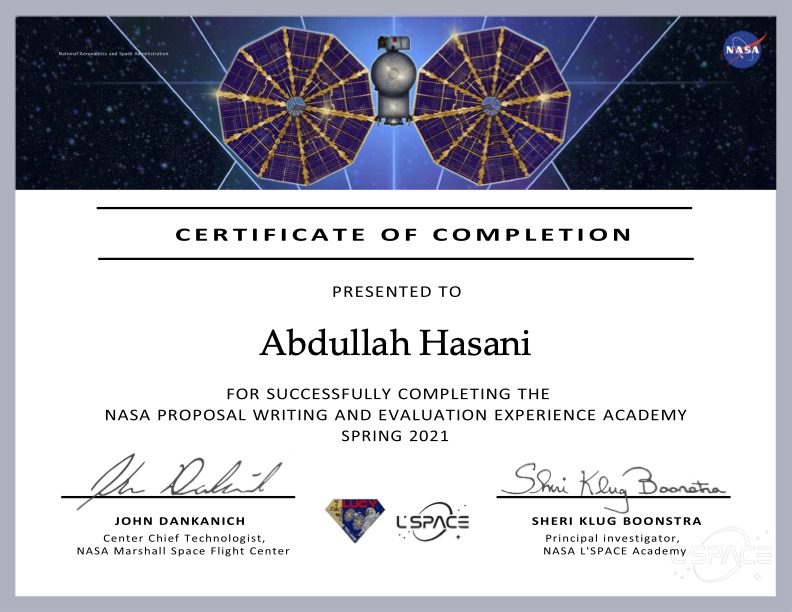 National Aeronautics and Space Administration
NASA
CERTIFICATE OF COMPLETION
PRESENTED TO
Abdullah Hasani
FOR SUCCESSFULLY COMPLETING THE
NASA PROPOSAL WRITING AND EVALUATION EXPERIENCE ACADEMY
SPRING 2021
John Dankanich
Sheri Klug Boonstra
LUCY
L'SPACE
JOHN DANKANICH
Center Chief Technologist,
NASA Marshall Space Flight Center
SHERI KLUG BOONSTRA
Principal investigator,
NASA L'SPACE Academy
L'SPACE